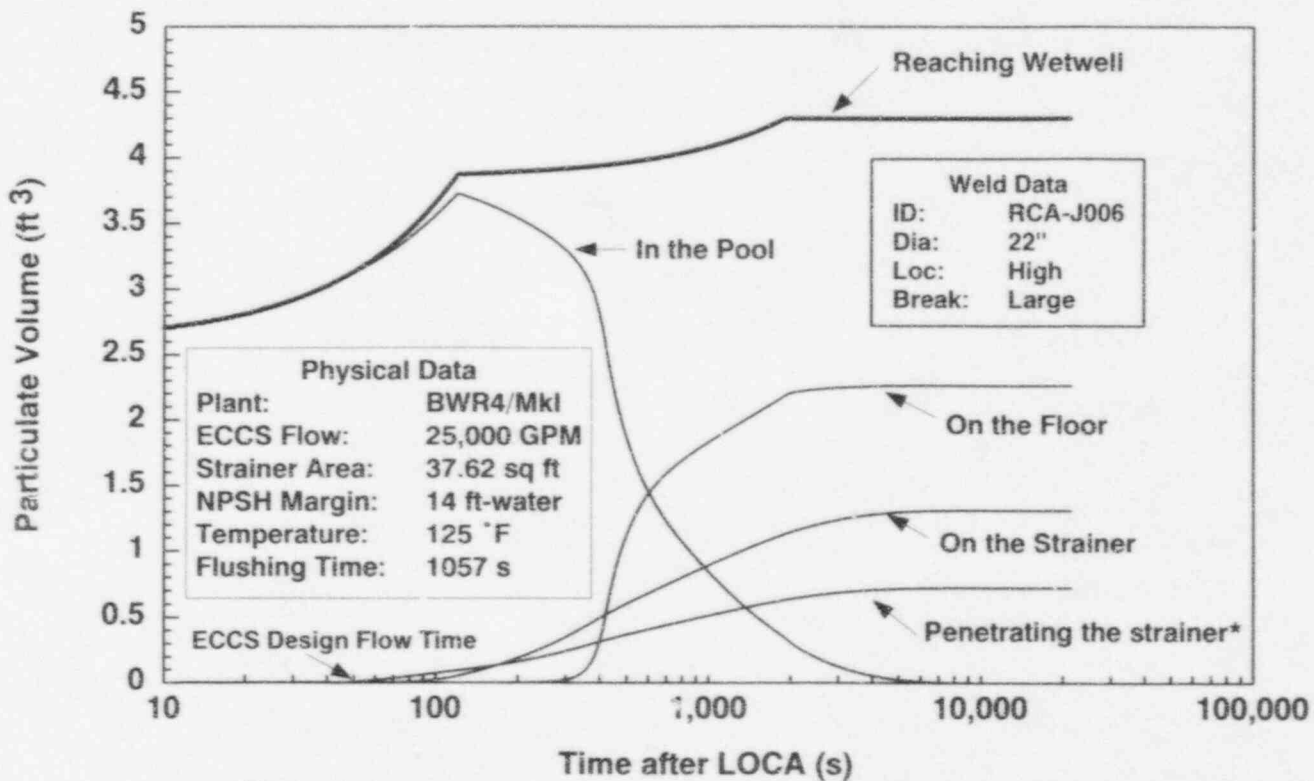 5
4.5
4
3.5
3
2.5
2
1.5
1
0.5
0
Particulate Volume (ft^3)
Reaching Wetwell
In the Pool
Weld Data
ID: RCA-J006
Dia: 22"
Loc: High
Break: Large
Physical Data
Plant: BWR4/MkI
ECCS Flow: 25,000 GPM
Strainer Area: 37.62 sq ft
NPSH Margin: 14 ft-water
Temperature: 125 °F
Flushing Time: 1057 s
On the Floor
On the Strainer
Penetrating the strainer*
ECCS Design Flow Time
10 100 1,000 10,000 100,000
Time after LOCA (s)